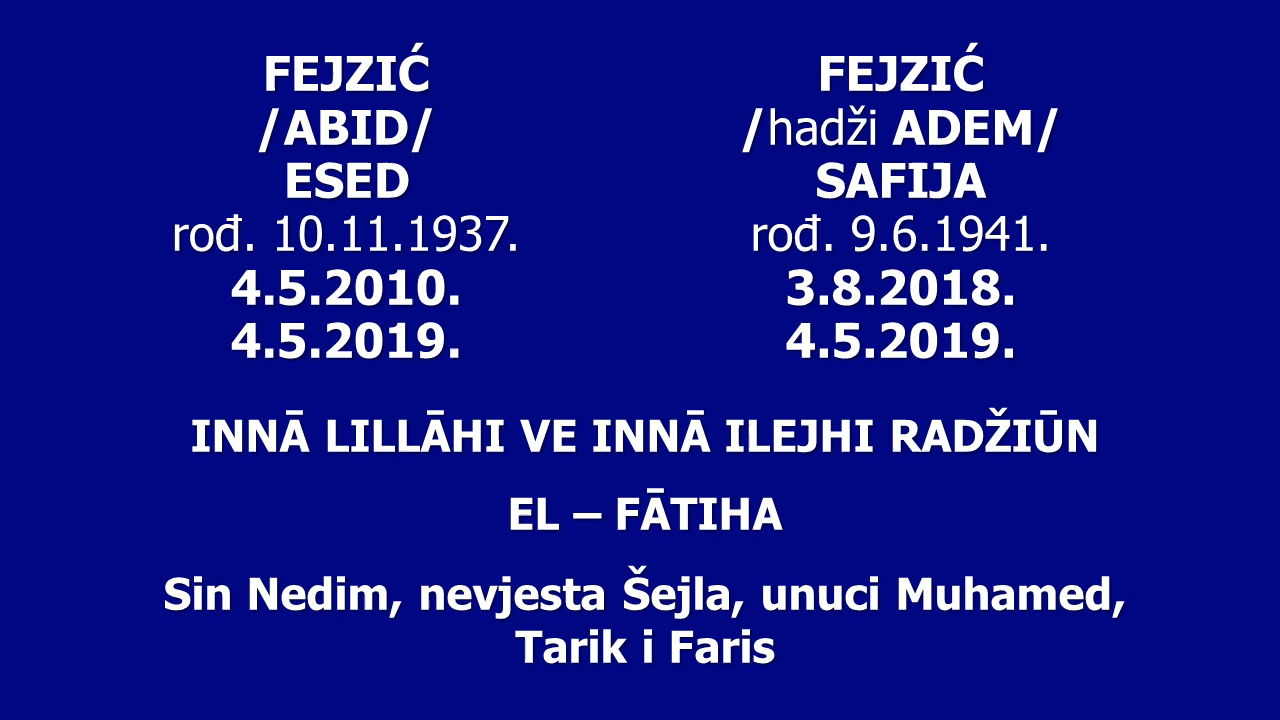 FEJZIĆ
/ABID/
ESED
rođ. 10.11.1937.
4.5.2010.
4.5.2019.
FEJZIĆ
/hadži ADEM/
SAFIJA
rođ. 9.6.1941.
3.8.2018.
4.5.2019.
INNĀ LILLĀHI VE INNĀ ILEJHI RADŽIŪN
EL – FĀTIHA
Sin Nedim, nevjesta Šejla, unuci Muhamed,
Tarik i Faris